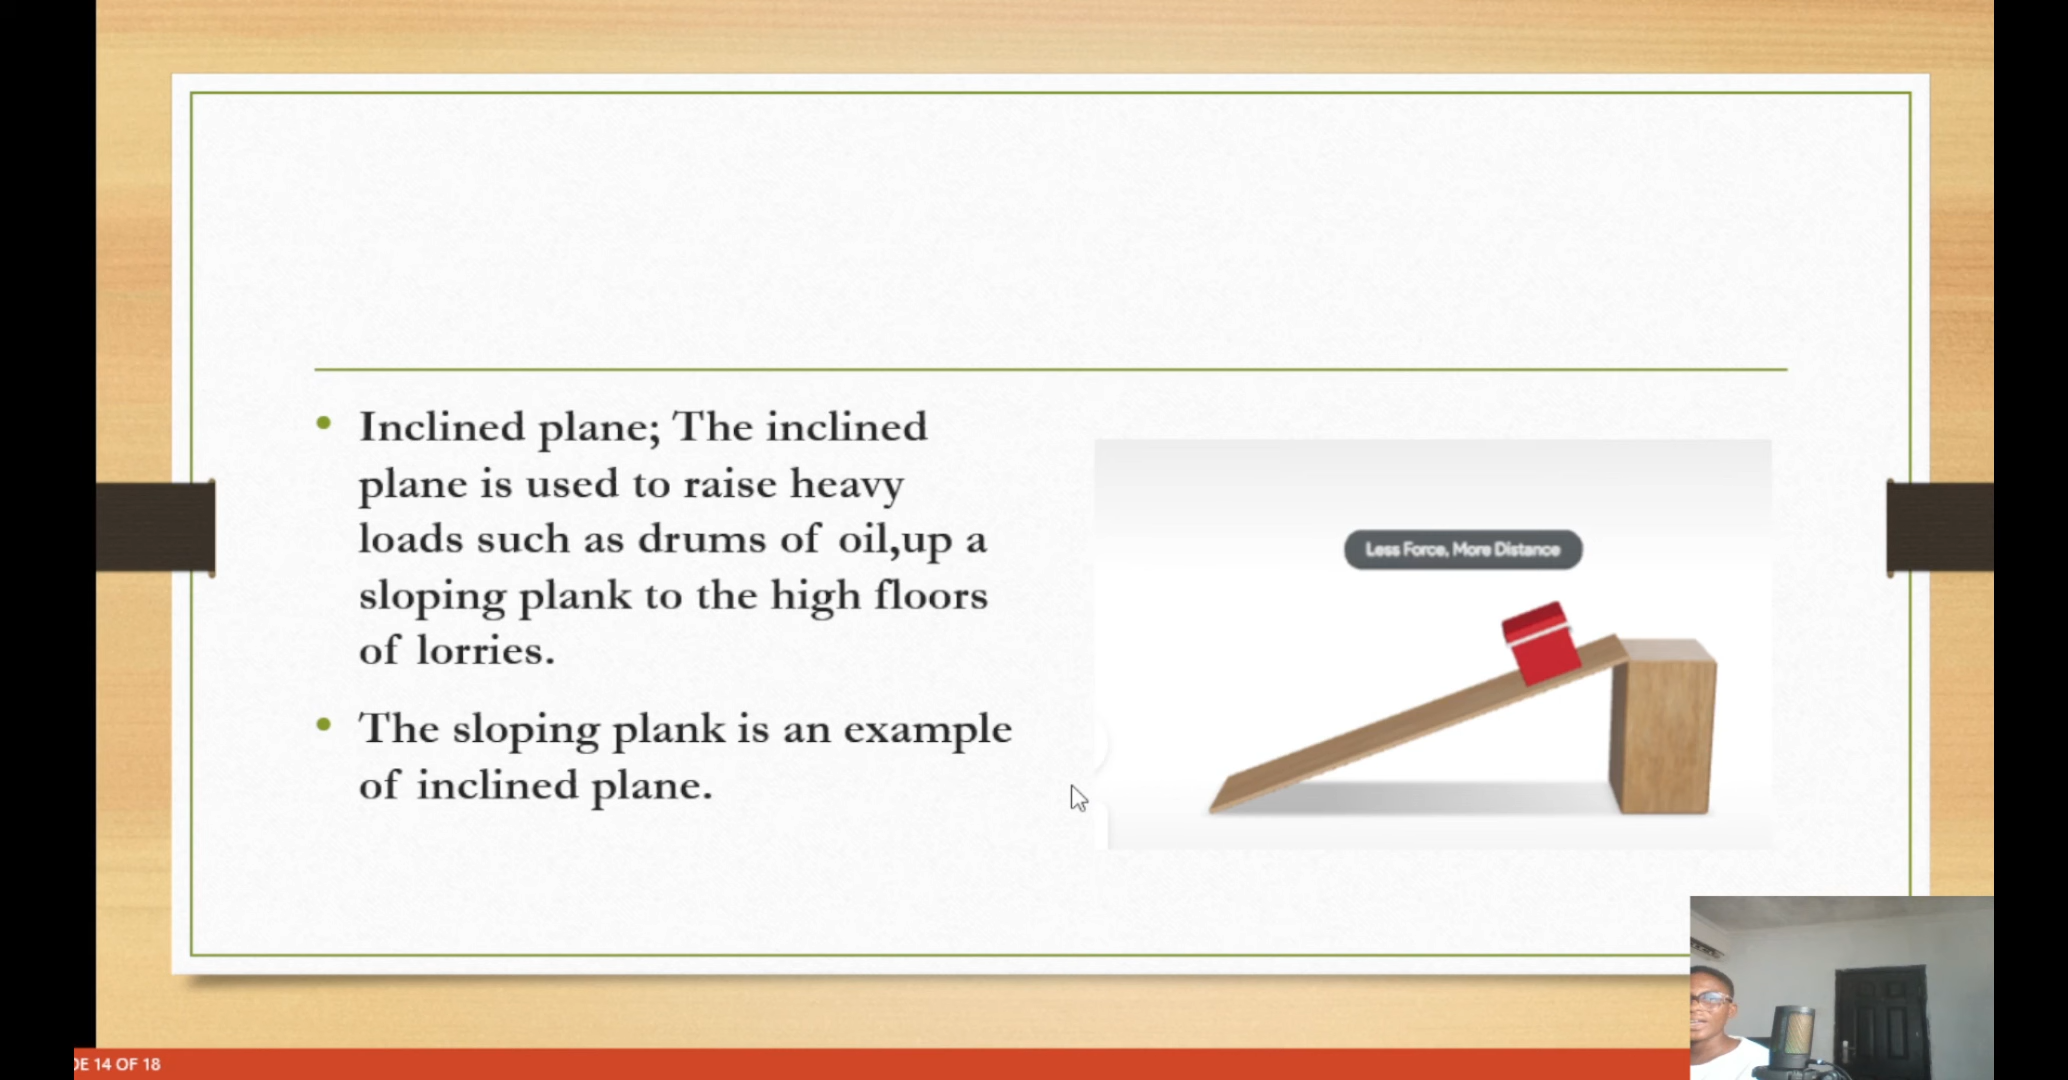 Inclined plane; The inclined
plane is used to raise heavy
loads such as drums of oil,up a
sloping plank to the high floors
of lorries.
The sloping plank is an example
of inclined plane.
Less Force, More Distance
DE 14 OF 18